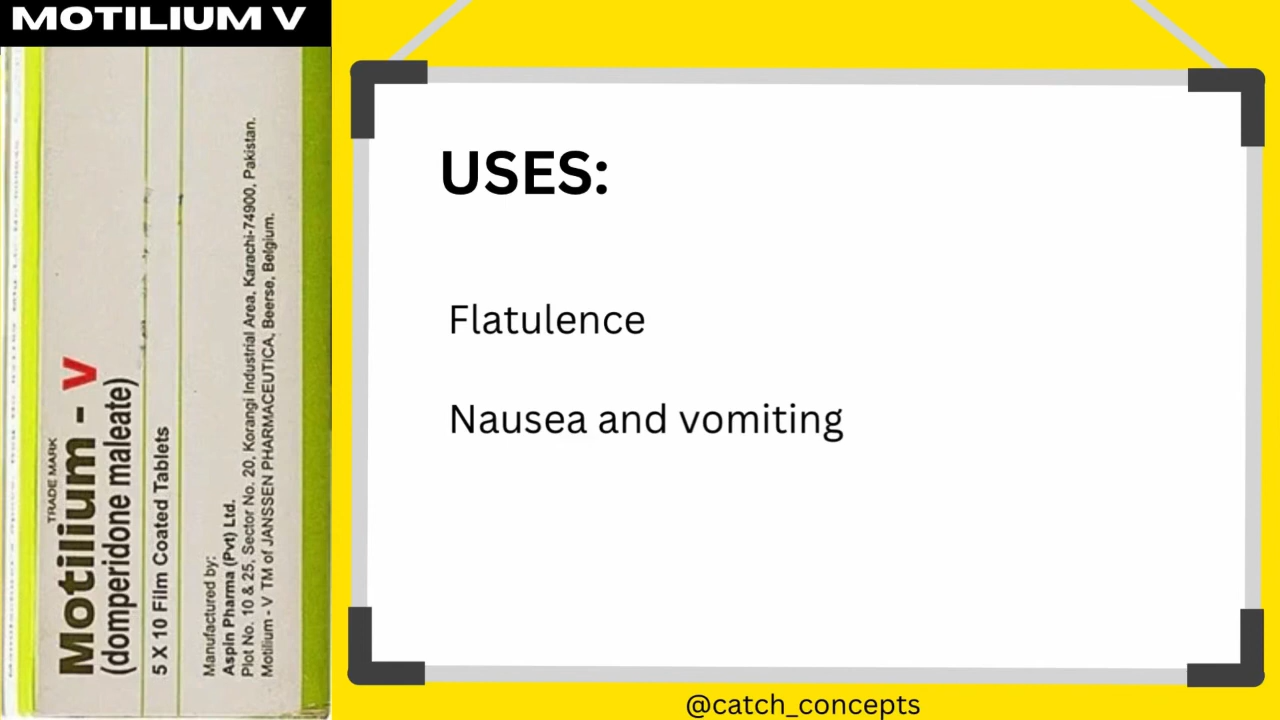 MOTILIUM V
TRADE MARK
Motilium - V
(domperidone maleate)
5 X 10 Film Coated Tablets
Manufactured by:
Aspin Pharma (Pvt) Ltd.
Plot No. 10 & 25, Sector No. 20, Korangi Industrial Area, Karachi-74900, Pakistan.
Motilium - V TM of JANSSEN PHARMACEUTICA, Beerse, Belgium.
USES:
Flatulence
Nausea and vomiting
@catch_concepts